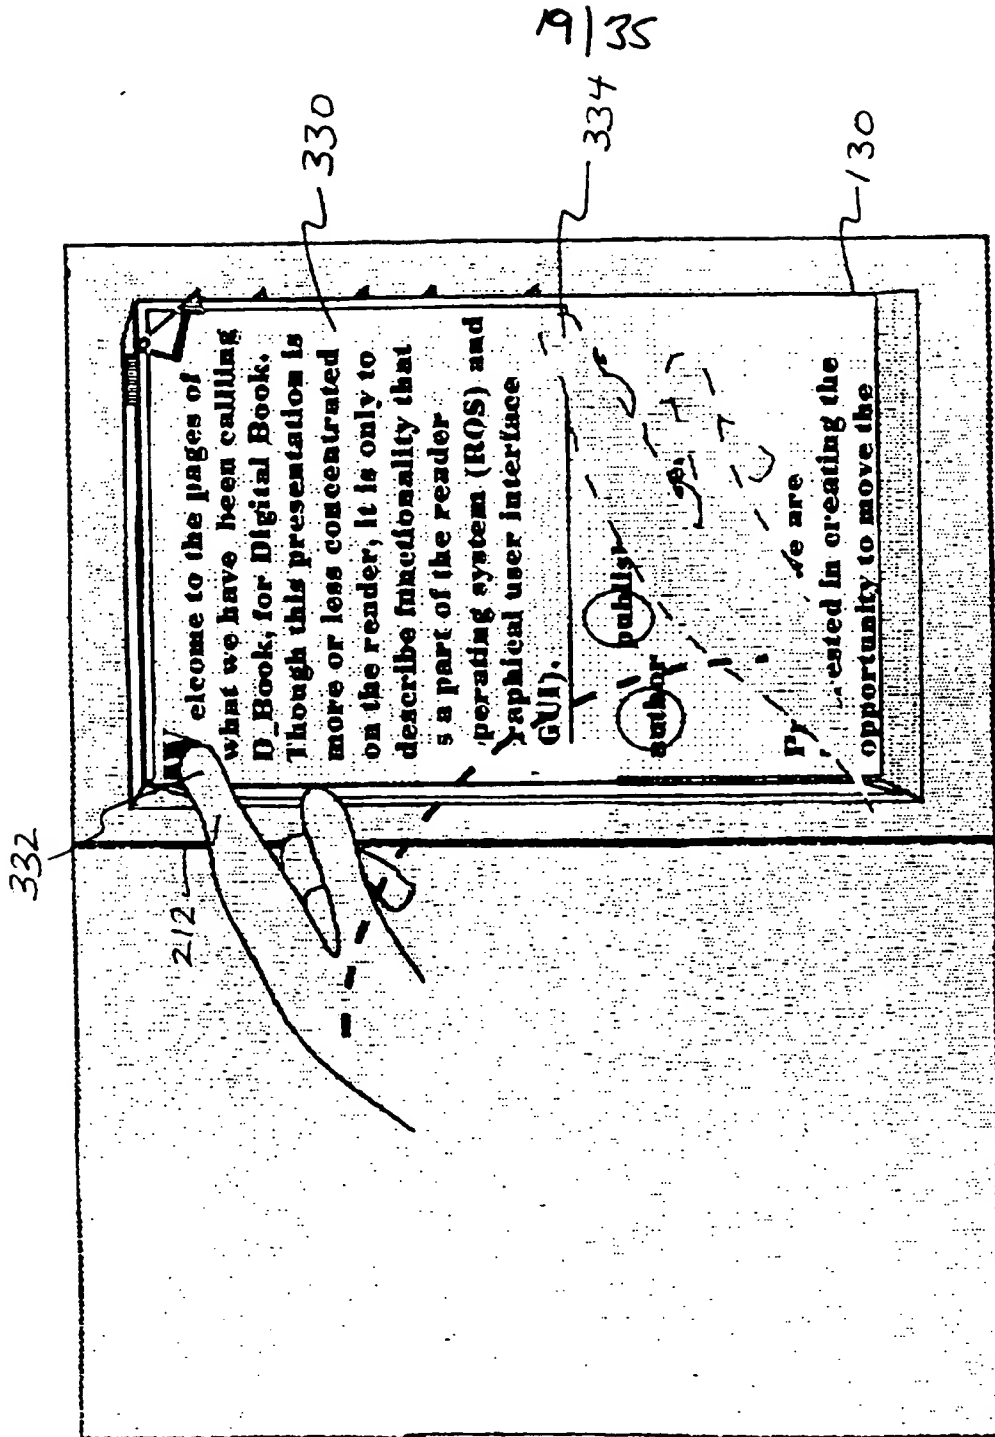 19/35
332
212
330
334
130
elcome to the pages of
what we have been callling
D_Book, for Digital Book.
Though this presentation is
more or less concentrated
on the reader, it is only to
describe functionality that
s a part of the reader
perating system (ROS) and
raphical user interface
GUI).
author publish
are
ested in creating the
opportunity to move the